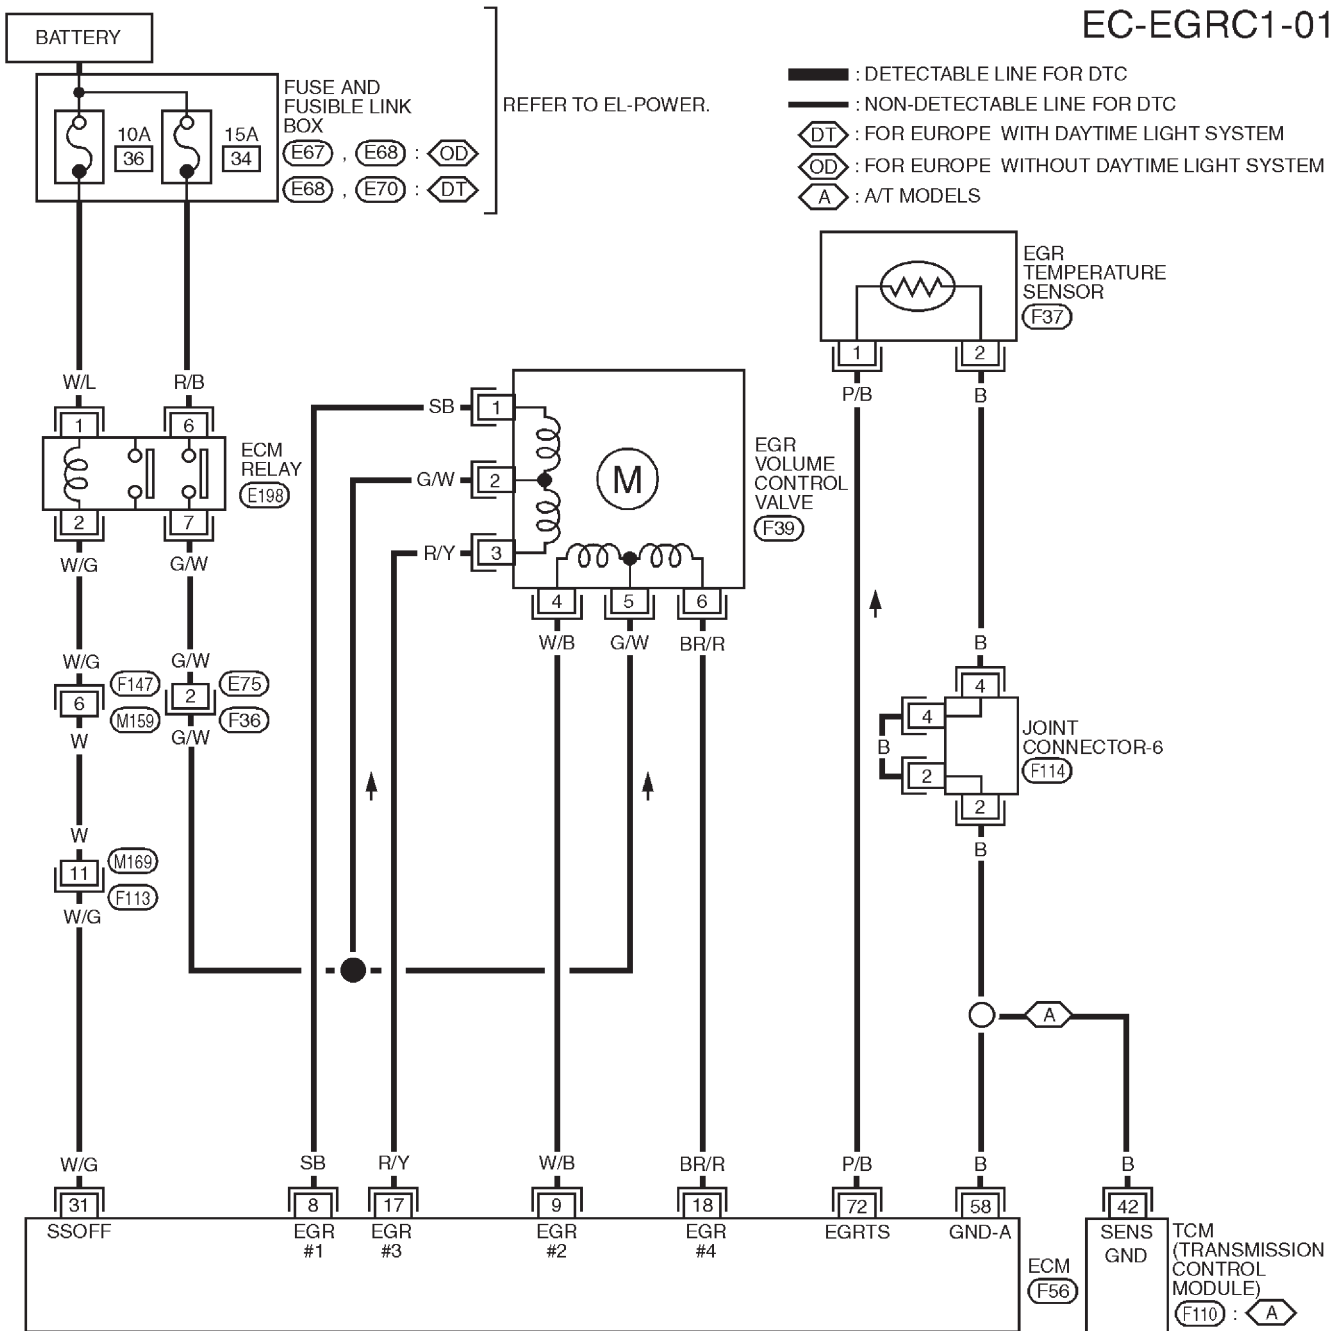 EC-EGRC1-01
BATTERY
FUSE AND
FUSIBLE LINK
BOX
10A
36
15A
34
E67 , E68 : OD
E68 , E70 : DT
REFER TO EL-POWER.
: DETECTABLE LINE FOR DTC
: NON-DETECTABLE LINE FOR DTC
DT : FOR EUROPE WITH DAYTIME LIGHT SYSTEM
OD : FOR EUROPE WITHOUT DAYTIME LIGHT SYSTEM
A : A/T MODELS
EGR
TEMPERATURE
SENSOR
F37
1
2
P/B
B
W/L
R/B
1
6
ECM
RELAY
E198
2
7
W/G
G/W
SB
1
G/W
2
R/Y
3
M
EGR
VOLUME
CONTROL
VALVE
F39
4
5
6
W/B
G/W
BR/R
W/G
G/W
6
F147
M159
2
E75
F36
W
G/W
B
4
4
B
2
2
JOINT
CONNECTOR-6
F114
B
W
11
M169
F113
W/G
A
W/G
SB
R/Y
W/B
BR/R
P/B
B
B
31
8
17
9
18
72
58
42
SSOFF
EGR
#1
EGR
#3
EGR
#2
EGR
#4
EGRTS
GND-A
SENS
GND
ECM
F56
TCM
(TRANSMISSION
CONTROL
MODULE)
F110 : A